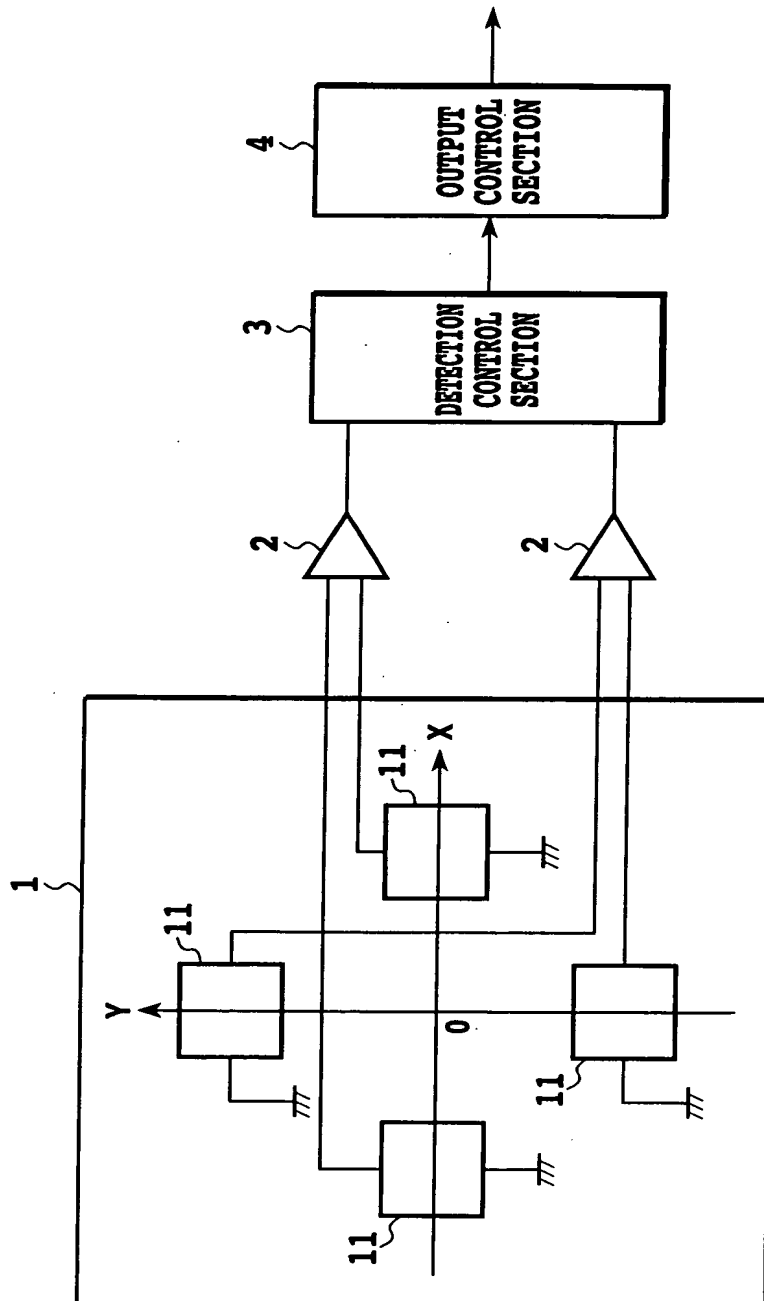 1
11
Y
11
X
11
0
11
2
2
3
DETECTION
CONTROL
SECTION
4
OUTPUT
CONTROL
SECTION